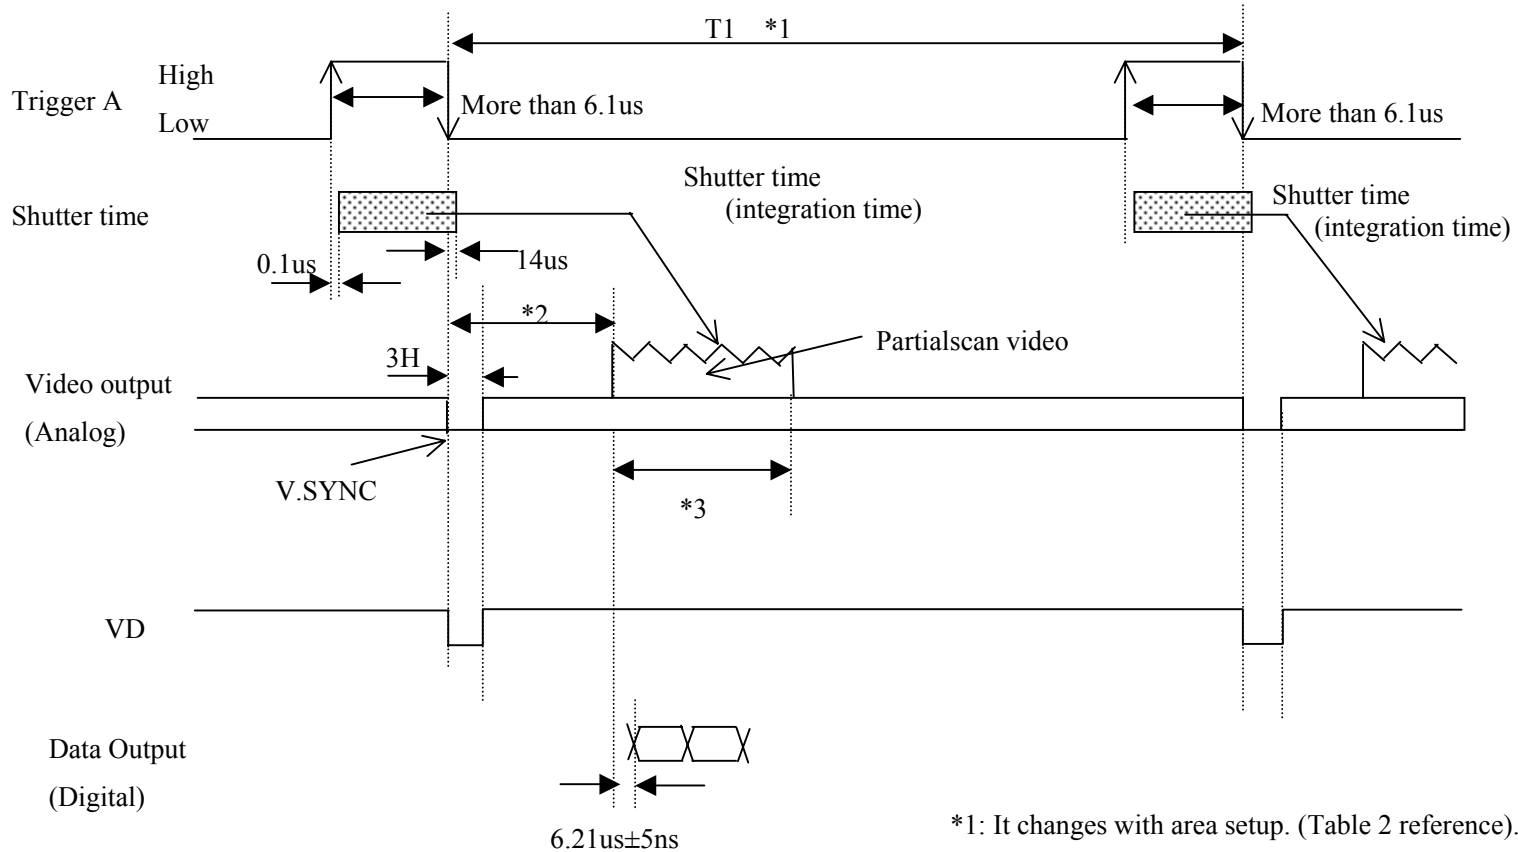 T1 *1
High
Trigger A
Low
More than 6.1us
More than 6.1us
Shutter time
(integration time)
Shutter time
(integration time)
Shutter time
0.1us
14us
*2
3H
Partialscan video
Video output
(Analog)
V.SYNC
*3
VD
Data Output
(Digital)
6.21us±5ns
*1: It changes with area setup. (Table 2 reference).